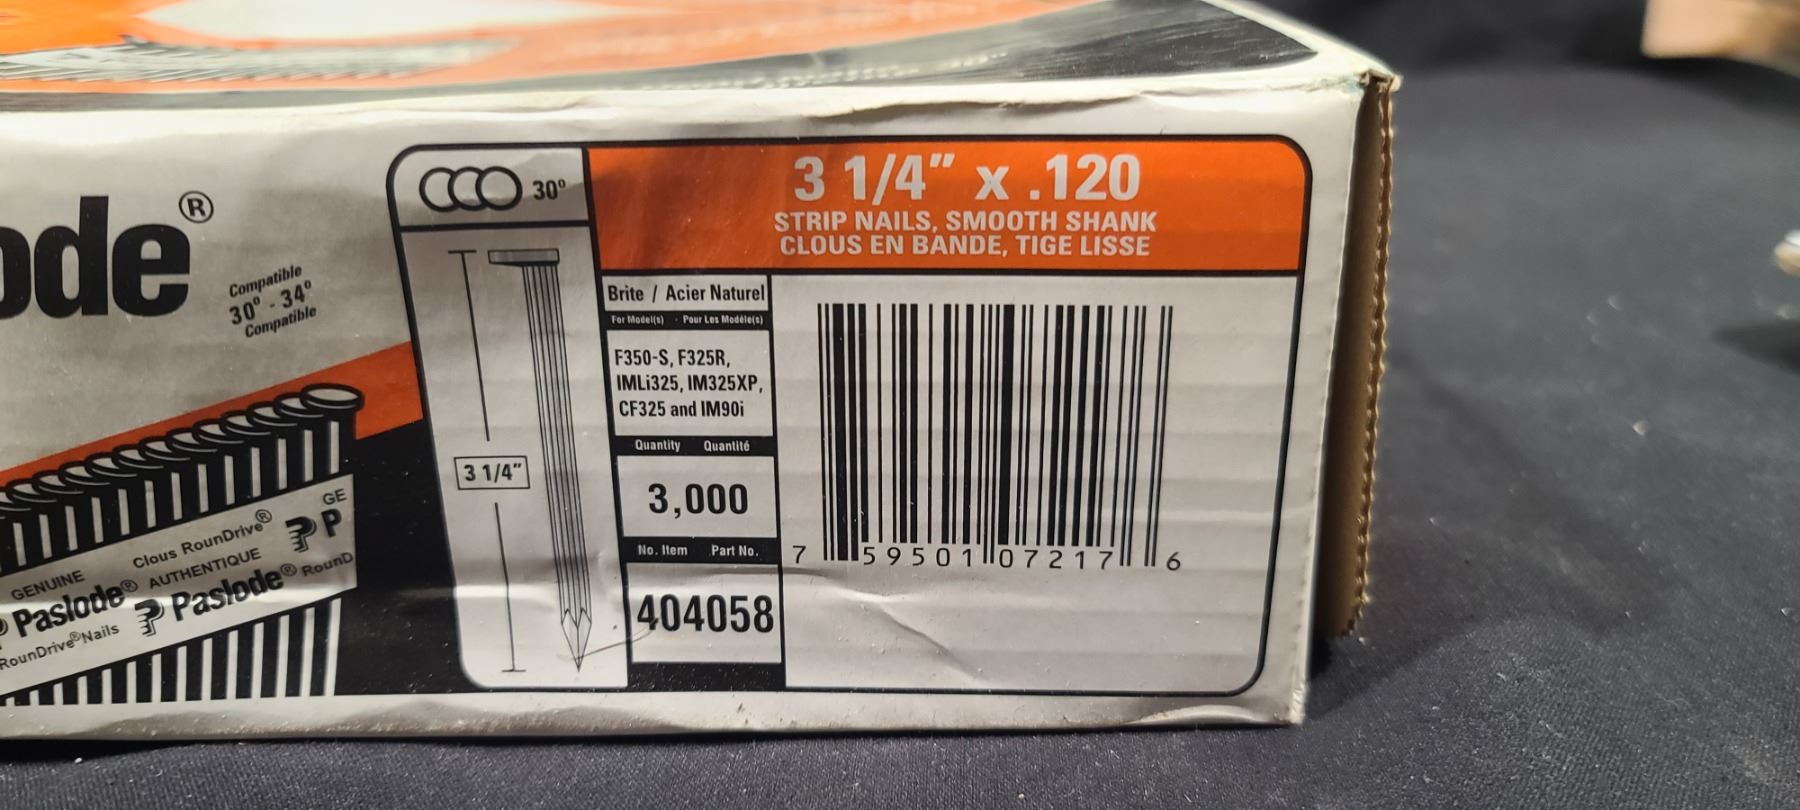 ode®
Compatible
30° - 34°
Compatible
30°
3 1/4" x .120
STRIP NAILS, SMOOTH SHANK
CLOUS EN BANDE, TIGE LISSE
Brite / Acier Naturel
For Model(s) · Pour Les Modèle(s)
F350-S, F325R,
IMLi325, IM325XP,
CF325 and IM90i
Quantity Quantité
3,000
No. Item Part No.
404058
3 1/4"
7 59501 07217 6
GE
Clous RounDrive® P
GENUINE AUTHENTIQUE
Paslode® Paslode® RounD
RounDrive® Nails